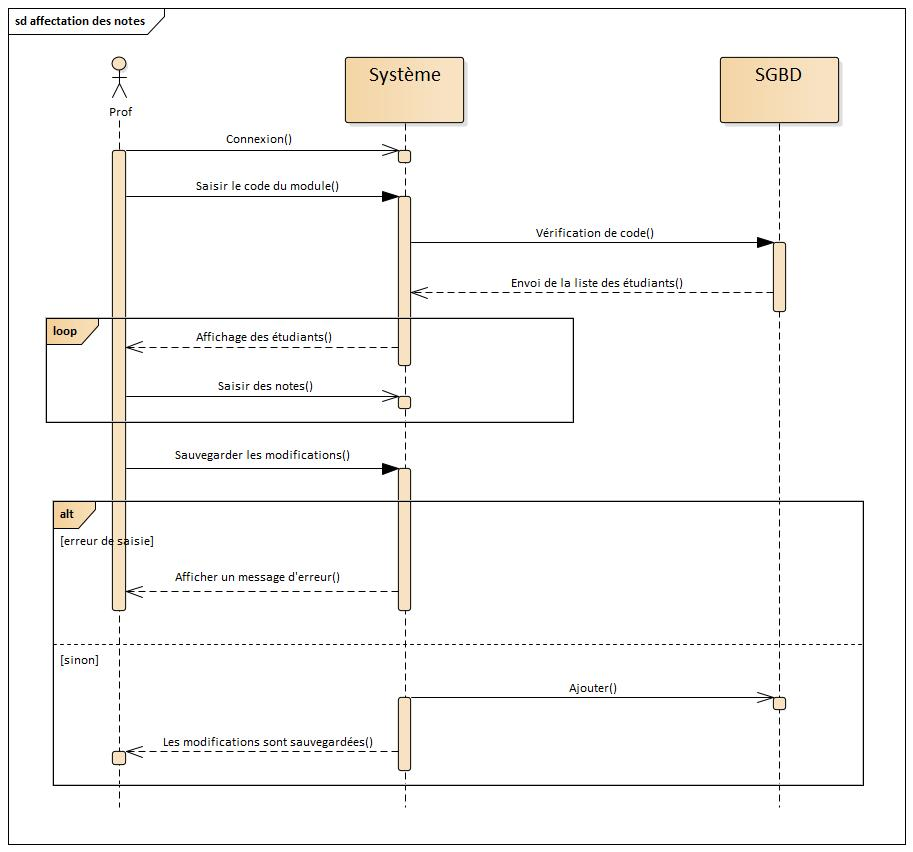 sd affectation des notes
Prof
Système
SGBD
Connexion()
Saisir le code du module()
Vérification de code()
Envoi de la liste des étudiants()
loop
Affichage des étudiants()
Saisir des notes()
Sauvegarder les modifications()
alt
[erreur de saisie]
Afficher un message d'erreur()
[sinon]
Ajouter()
Les modifications sont sauvegardées()